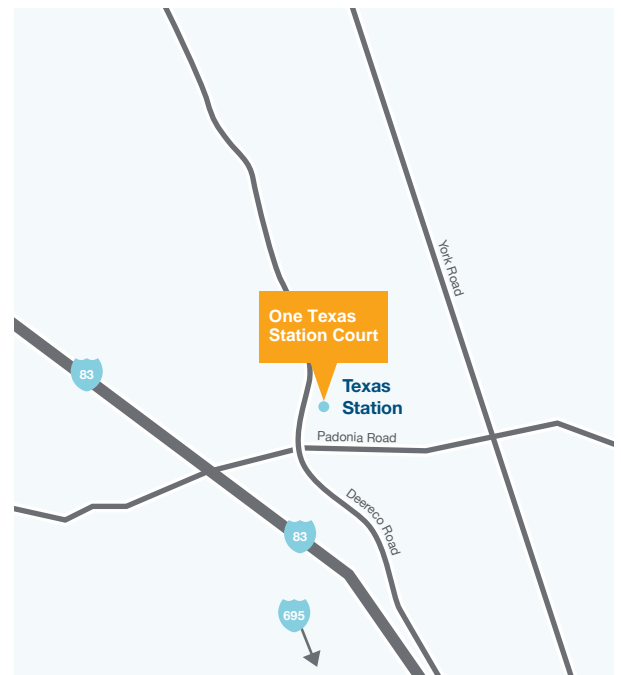 York Road
One Texas
Station Court
83
Texas
Station
Padonia Road
Deereco Road
83
695